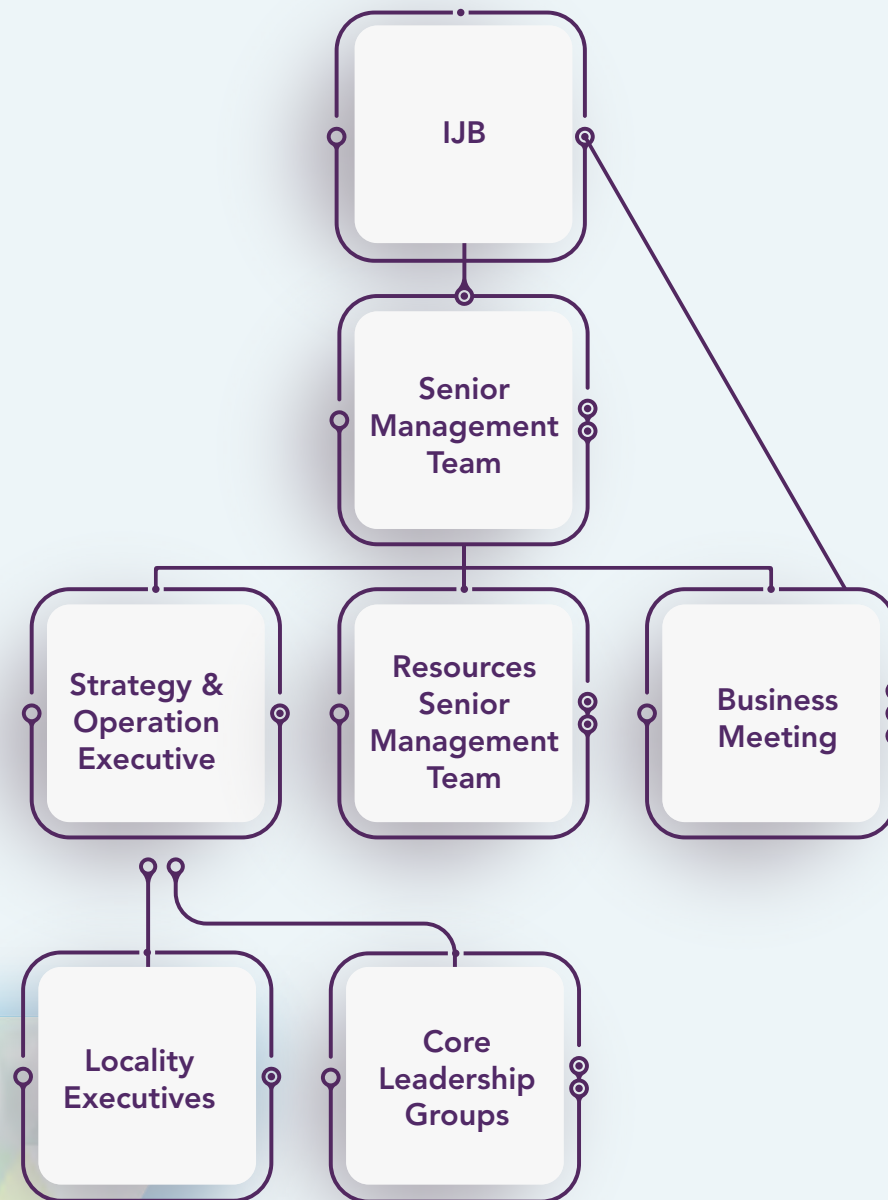 IJB
Senior
Management
Team
Strategy &
Operation
Executive
Resources
Senior
Management
Team
Business
Meeting
Locality
Executives
Core
Leadership
Groups